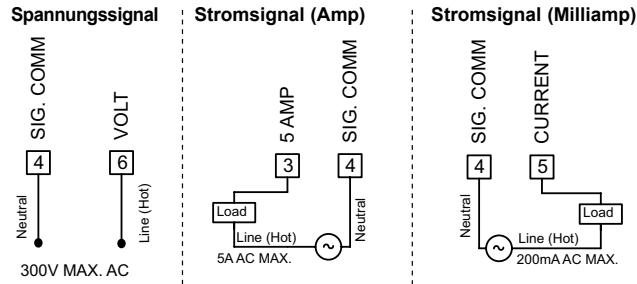 Spannungssignal
SIG. COMM
VOLT
4
6
Neutral
Line (Hot)
300V MAX. AC
Stromsignal (Amp)
5 AMP
SIG. COMM
3
4
Load
Neutral
Line (Hot)
5A AC MAX.
Stromsignal (Milliamp)
SIG. COMM
CURRENT
4
5
Neutral
Load
Line (Hot)
200mA AC MAX.